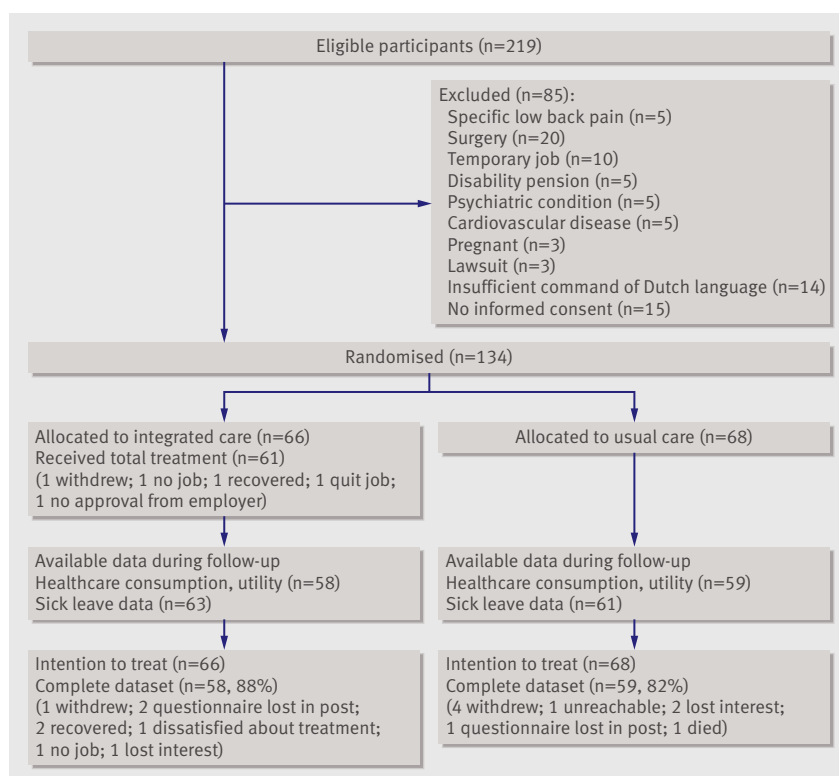 Eligible participants (n=219)
Excluded (n=85):
Specific low back pain (n=5)
Surgery (n=20)
Temporary job (n=10)
Disability pension (n=5)
Psychiatric condition (n=5)
Cardiovascular disease (n=5)
Pregnant (n=3)
Lawsuit (n=3)
Insufficient command of Dutch language (n=14)
No informed consent (n=15)
Randomised (n=134)
Allocated to integrated care (n=66)
Received total treatment (n=61)
(1 withdrew; 1 no job; 1 recovered; 1 quit job;
1 no approval from employer)
Allocated to usual care (n=68)
Available data during follow-up
Healthcare consumption, utility (n=58)
Sick leave data (n=63)
Available data during follow-up
Healthcare consumption, utility (n=59)
Sick leave data (n=61)
Intention to treat (n=66)
Complete dataset (n=58, 88%)
(1 withdrew; 2 questionnaire lost in post;
2 recovered; 1 dissatisfied about treatment;
1 no job; 1 lost interest)
Intention to treat (n=68)
Complete dataset (n=59, 82%)
(4 withdrew; 1 unreachable; 2 lost interest;
1 questionnaire lost in post; 1 died)